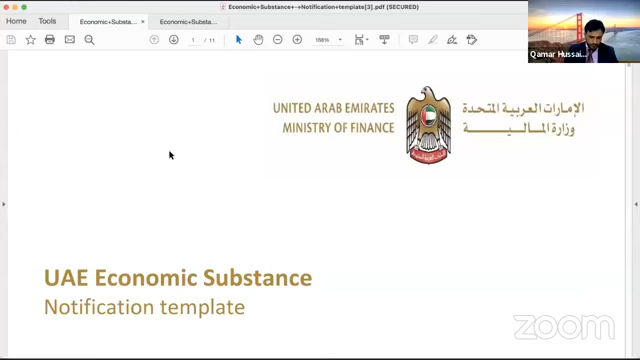 Economic+Substance+-+Notification+template[3].pdf (SECURED)
Home
Tools
Economic+Substa...
×
Economic+Substa...
1 / 11
168%
Qamar Hussai...
UNITED ARAB EMIRATES
MINISTRY OF FINANCE
الإمارات العربية المتحدة
وزارة المالية
UAE Economic Substance
Notification template
zoom